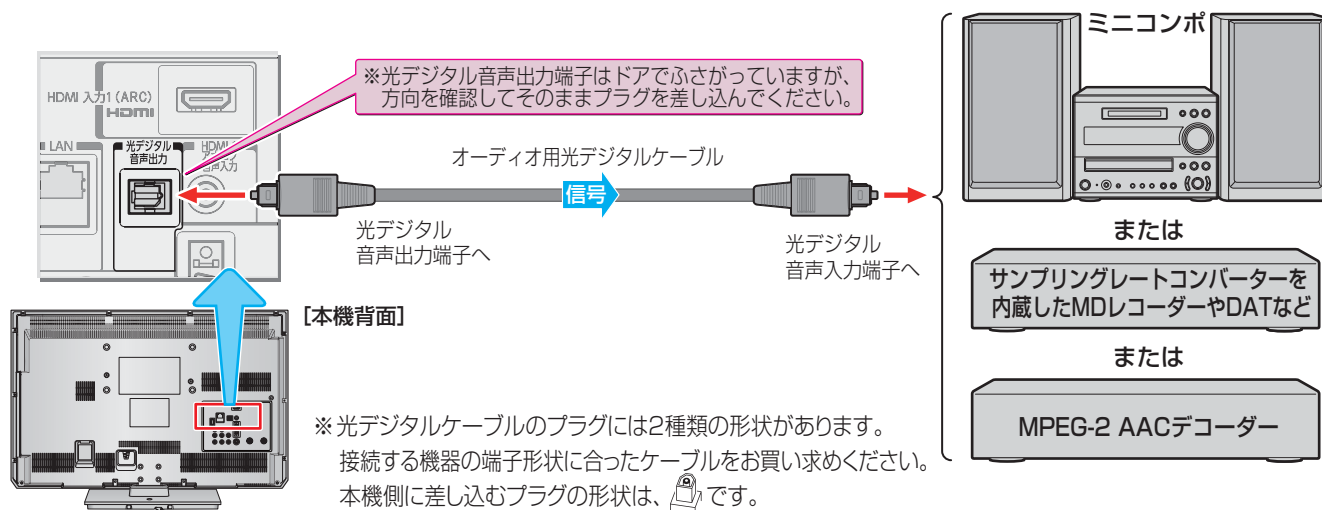 HDMI 入力1(ARC)
HDMI
LAN
光デジタル
音声出力
※光デジタル音声出力端子はドアでふさがっていますが、
方向を確認してそのままプラグを差し込んでください。
オーディオ用光デジタルケーブル
信号
光デジタル
音声出力端子へ
光デジタル
音声入力端子へ
[本機背面]
ミニコンポ
または
サンプリングレートコンバーターを
内蔵したMDレコーダーやDATなど
または
MPEG-2 AACデコーダー
※光デジタルケーブルのプラグには2種類の形状があります。
接続する機器の端子形状に合ったケーブルをお買い求めください。
本機側に差し込むプラグの形状は、です。